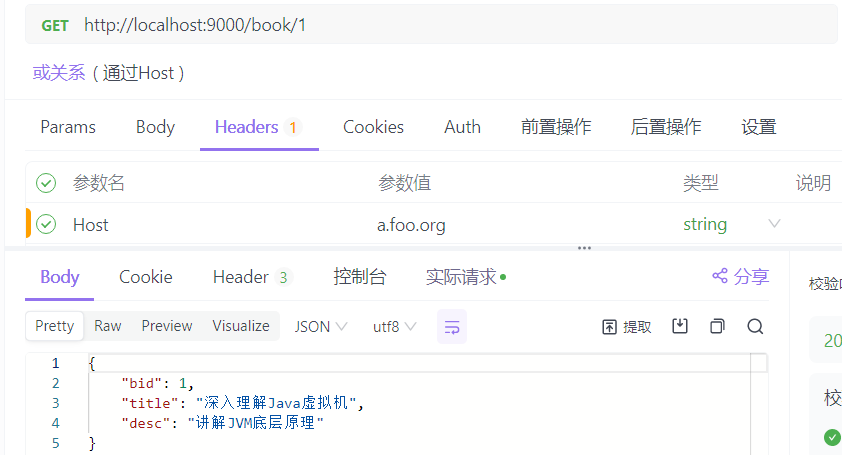 GET http://localhost:9000/book/1
或关系（通过Host）
Params Body Headers 1 Cookies Auth 前置操作 后置操作 设置
参数名 参数值 类型 说明
Host a.foo.org string
Body Cookie Header 3 控制台 实际请求 分享
Pretty Raw Preview Visualize JSON utf8 提取
1 {
2 "bid": 1,
3 "title": "深入理解Java虚拟机",
4 "desc": "讲解JVM底层原理"
5 }
校验
20
校